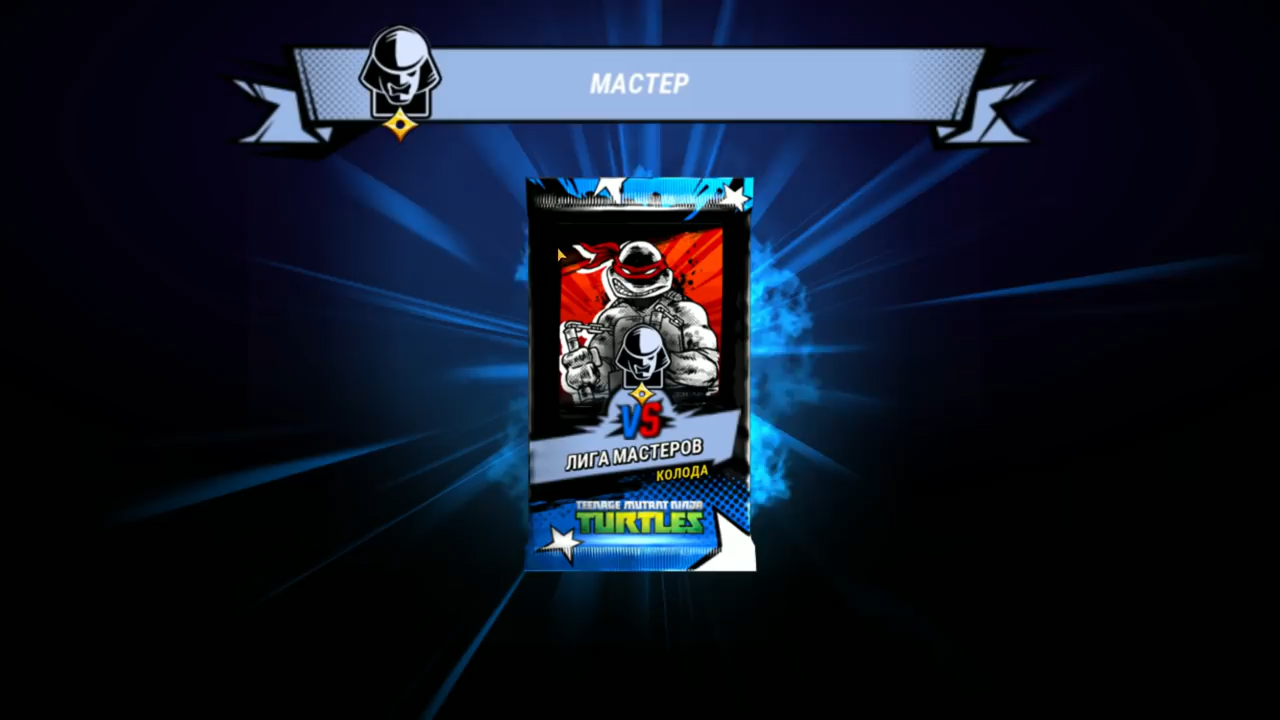 МАСТЕР
VS
ЛИГА МАСТЕРОВ
КОЛОДА
TEENAGE MUTANT NINJA
TURTLES